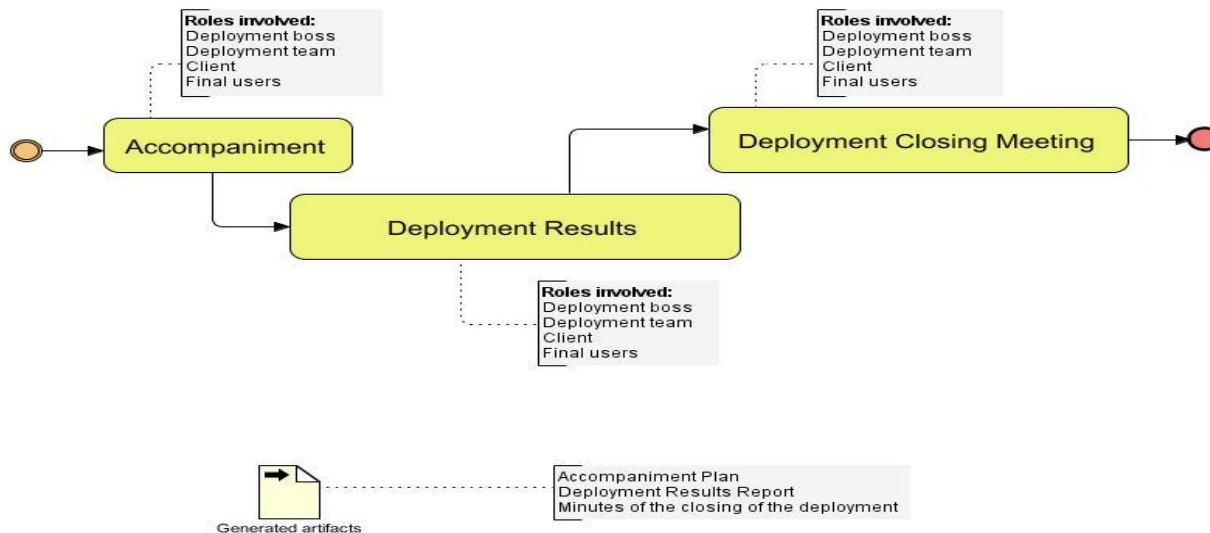 Roles involved:
Deployment boss
Deployment team
Client
Final users
Roles involved:
Deployment boss
Deployment team
Client
Final users
Accompaniment
Deployment Closing Meeting
Deployment Results
Roles involved:
Deployment boss
Deployment team
Client
Final users
Accompaniment Plan
Deployment Results Report
Minutes of the closing of the deployment
Generated artifacts